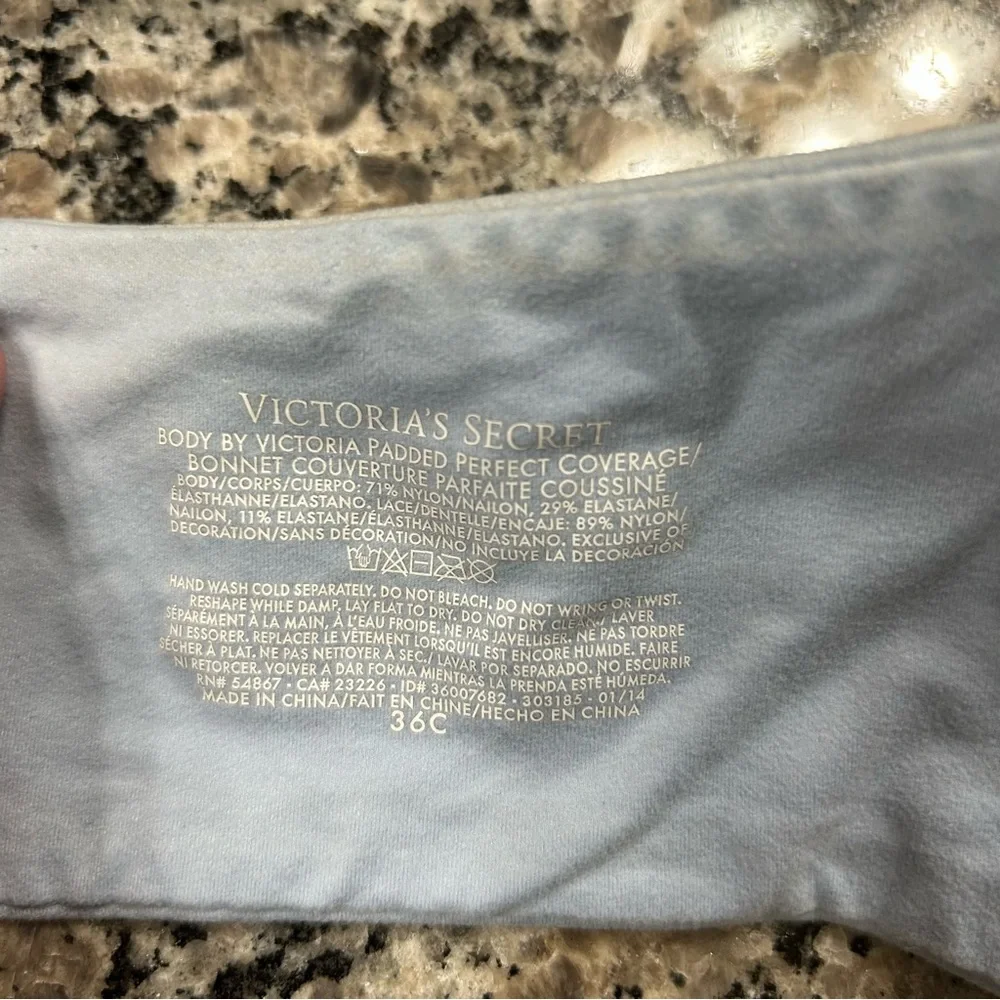 VICTORIA'S SECRET
BODY BY VICTORIA PADDED PERFECT COVERAGE/
BONNET COUVERTURE PARFAITE COUSSINÉ
BODY/CORPS/CUERPO: 71% NYLON/NAILON, 29% ELASTANE/
ÉLASTHANNE/ELASTANO. LACE/DENTELLE/ENCAJE: 89% NYLON/
NAILON, 11% ELASTANE/ÉLASTHANNE/ELASTANO. EXCLUSIVE OF
DECORATION/SANS DÉCORATION/NO INCLUYE LA DECORACIÓN
HAND WASH COLD SEPARATELY. DO NOT BLEACH. DO NOT WRING OR TWIST.
RESHAPE WHILE DAMP, LAY FLAT TO DRY. DO NOT DRY CLEAN./ LAVER
SÉPARÉMENT À LA MAIN, À L'EAU FROIDE. NE PAS JAVELLISER. NE PAS TORDRE
NI ESSORER. REPLACER LE VÊTEMENT LORSQU'IL EST ENCORE HUMIDE. FAIRE
SÉCHER À PLAT. NE PAS NETTOYER À SEC./ LAVAR POR SEPARADO. NO ESCURRIR
NI RETORCER. VOLVER A DAR FORMA MIENTRAS LA PRENDA ESTÉ HÚMEDA.
RN# 54867 · CA# 23226 · ID# 36007682 · 303185 · 01/14
MADE IN CHINA/FAIT EN CHINE/HECHO EN CHINA
36C